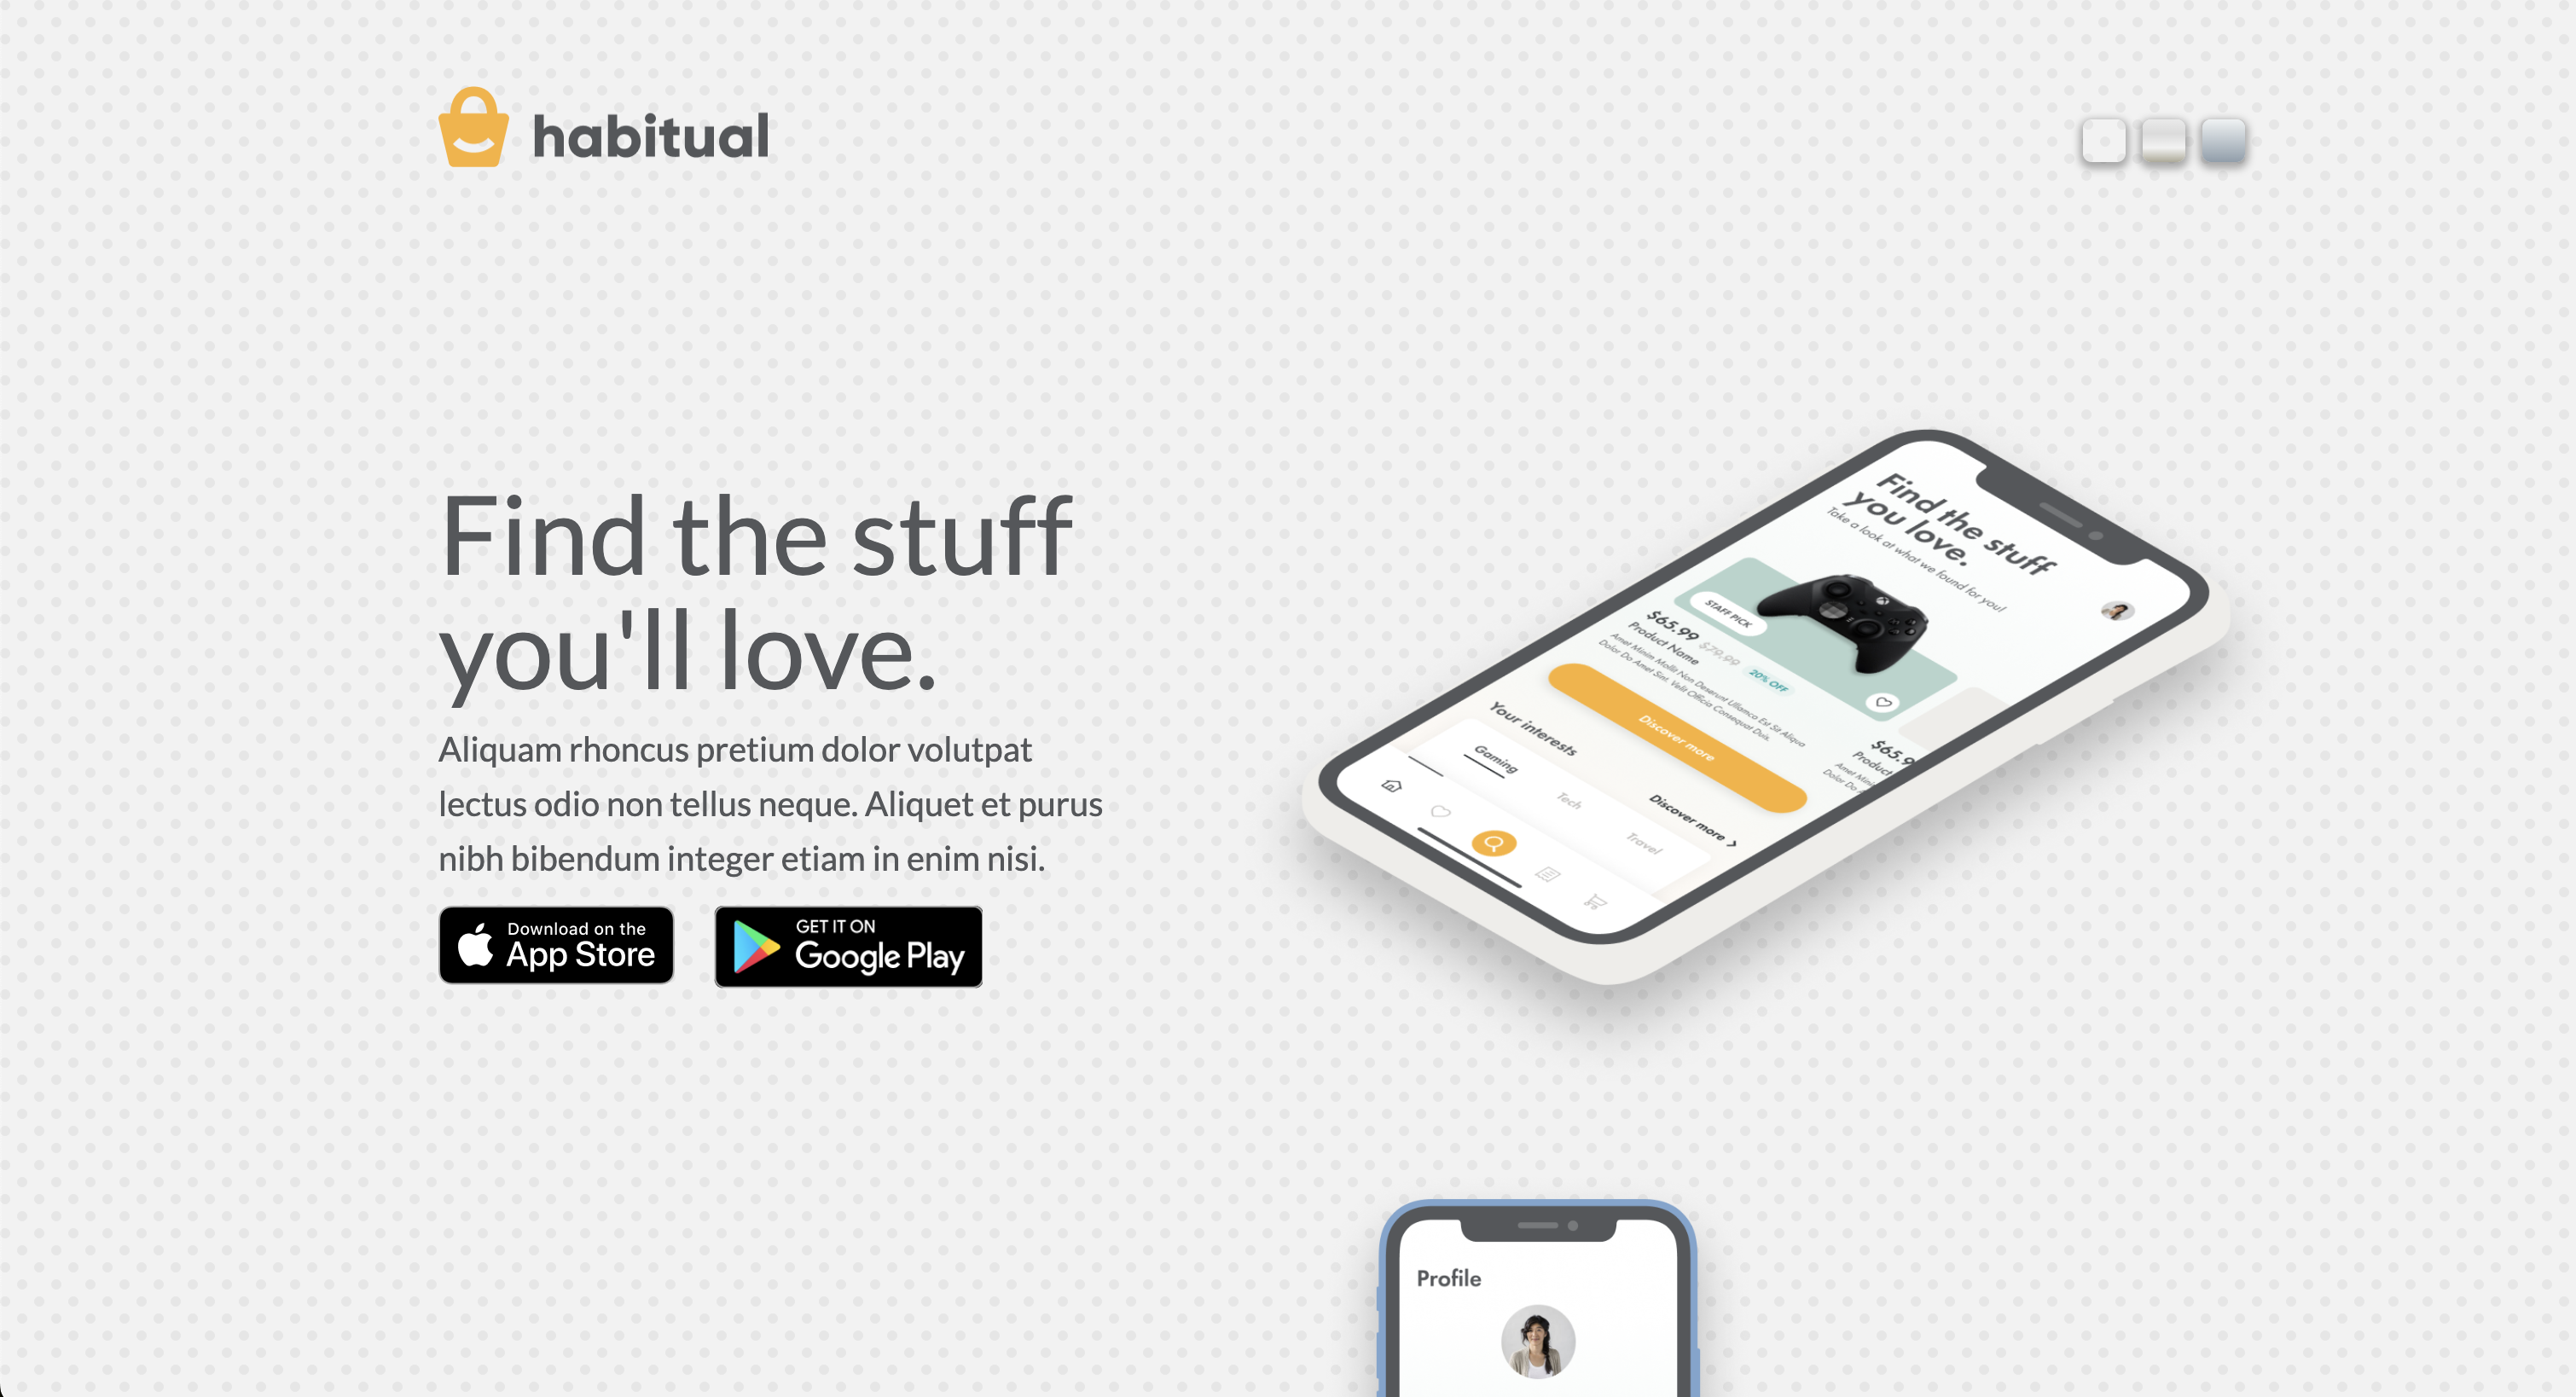 habitual
Find the stuff
you'll love.
Aliquam rhoncus pretium dolor volutpat
lectus odio non tellus neque. Aliquet et purus
nibh bibendum integer etiam in enim nisi.
Download on the
App Store
GET IT ON
Google Play
Find the stuff
you love.
Take a look at what we found for you!
STAFF PICK
$65.99 $79.99 20% OFF
Product Name
Amet Minim Mollit Non Deserunt Ullamco Est Sit Aliqua
Dolor Do Amet Sint. Velit Officia Consequat Duis.
$65.9
Product
Amet Mini
Dolor Do
Discover more
Your interests
Discover more >
Gaming
Tech
Travel
Profile